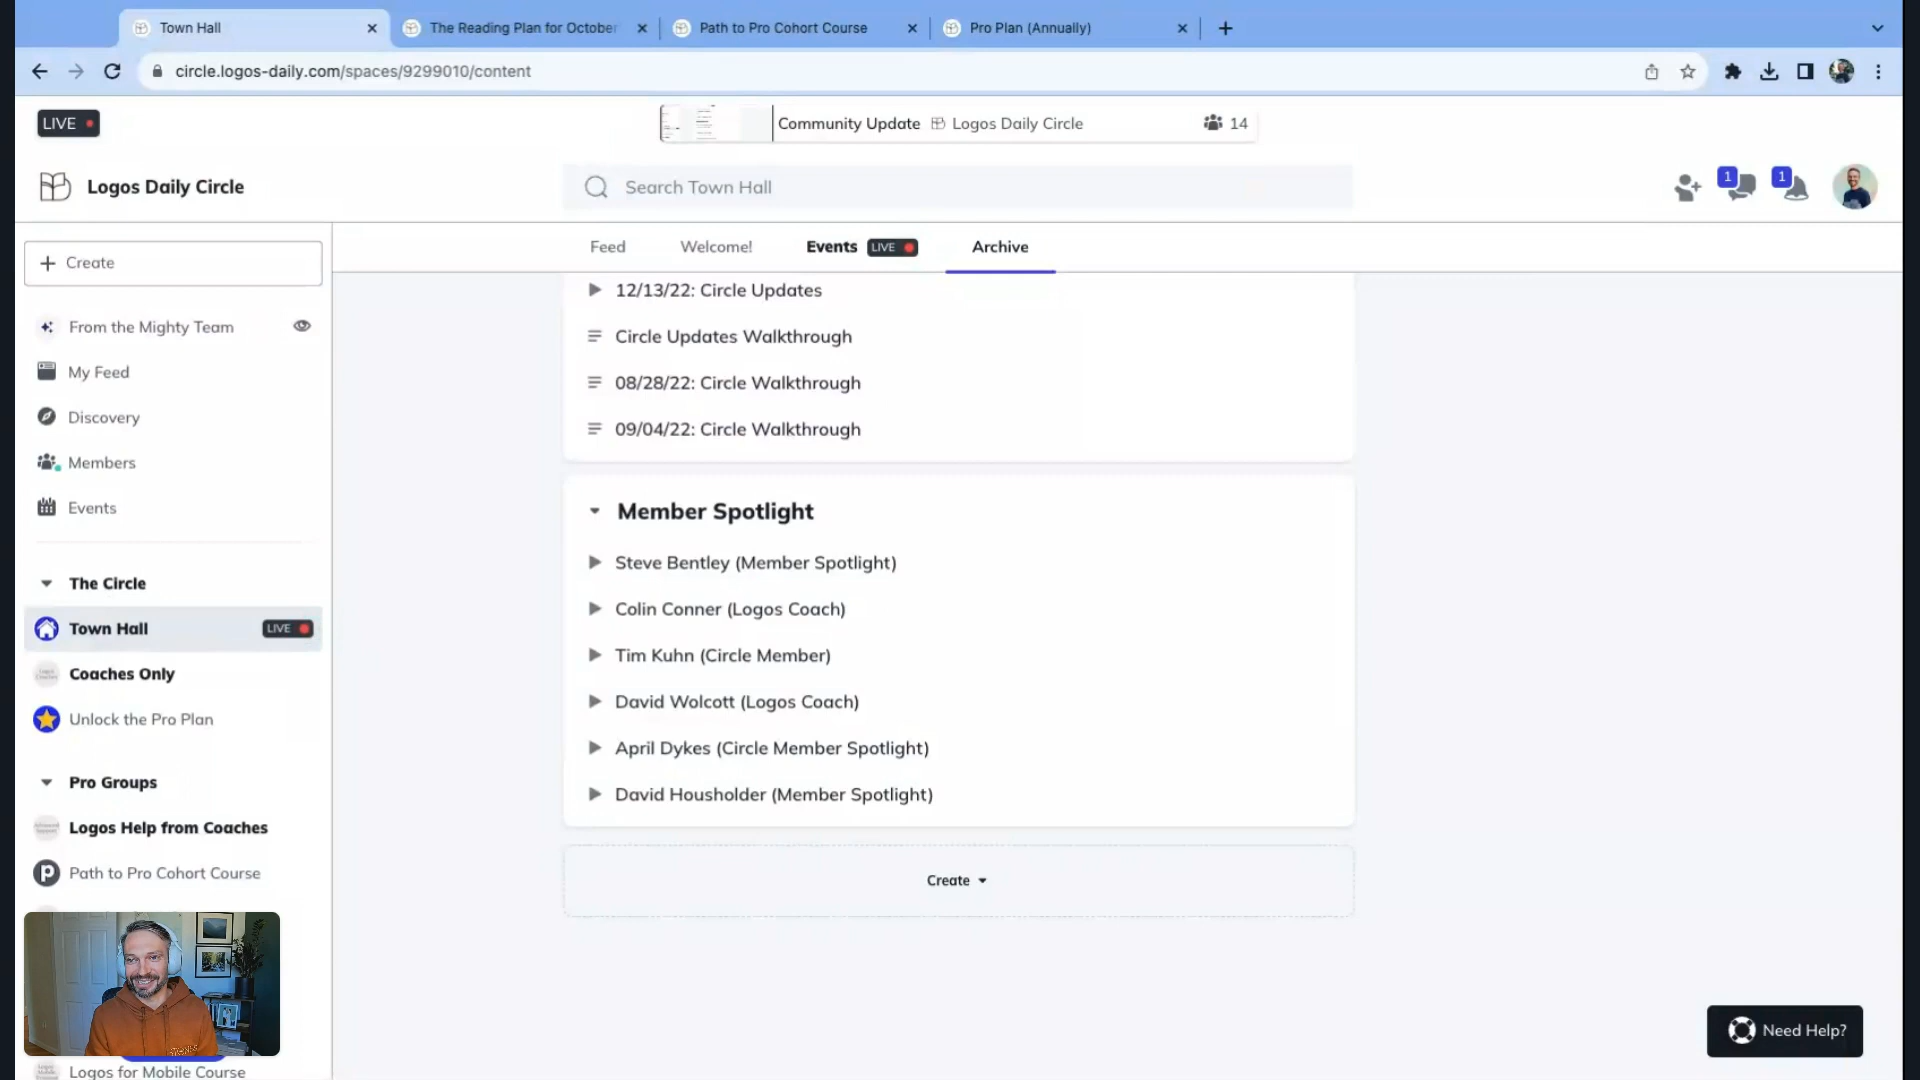 Town Hall
The Reading Plan for October
Path to Pro Cohort Course
Pro Plan (Annually)
circle.logos-daily.com/spaces/9299010/content
LIVE
Community Update Logos Daily Circle 14
Logos Daily Circle
Search Town Hall
1
1
Feed Welcome! Events LIVE Archive
Create
From the Mighty Team
My Feed
Discovery
Members
Events
The Circle
Town Hall LIVE
Coaches Only
Unlock the Pro Plan
Pro Groups
Logos Help from Coaches
Path to Pro Cohort Course
Logos for Mobile Course
12/13/22: Circle Updates
Circle Updates Walkthrough
08/28/22: Circle Walkthrough
09/04/22: Circle Walkthrough
Member Spotlight
Steve Bentley (Member Spotlight)
Colin Conner (Logos Coach)
Tim Kuhn (Circle Member)
David Wolcott (Logos Coach)
April Dykes (Circle Member Spotlight)
David Housholder (Member Spotlight)
Create
Need Help?